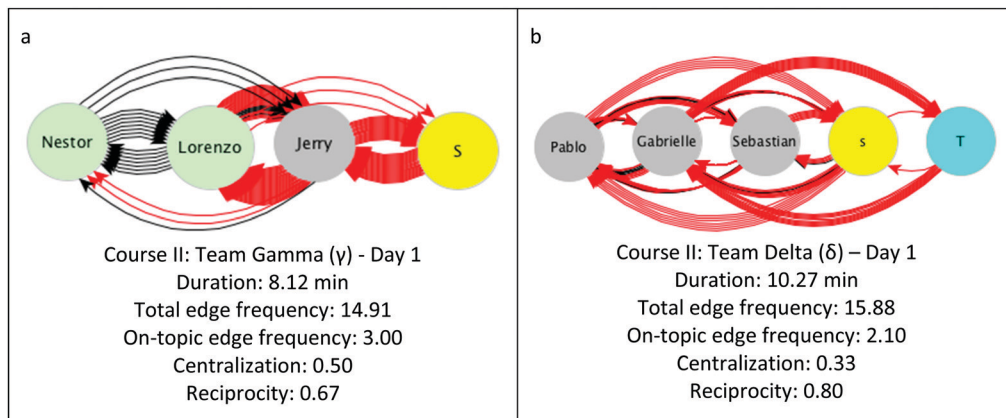 a
Nestor
Lorenzo
Jerry
S
Course II: Team Gamma (γ) - Day 1
Duration: 8.12 min
Total edge frequency: 14.91
On-topic edge frequency: 3.00
Centralization: 0.50
Reciprocity: 0.67
b
Pablo
Gabrielle
Sebastian
s
T
Course II: Team Delta (δ) – Day 1
Duration: 10.27 min
Total edge frequency: 15.88
On-topic edge frequency: 2.10
Centralization: 0.33
Reciprocity: 0.80